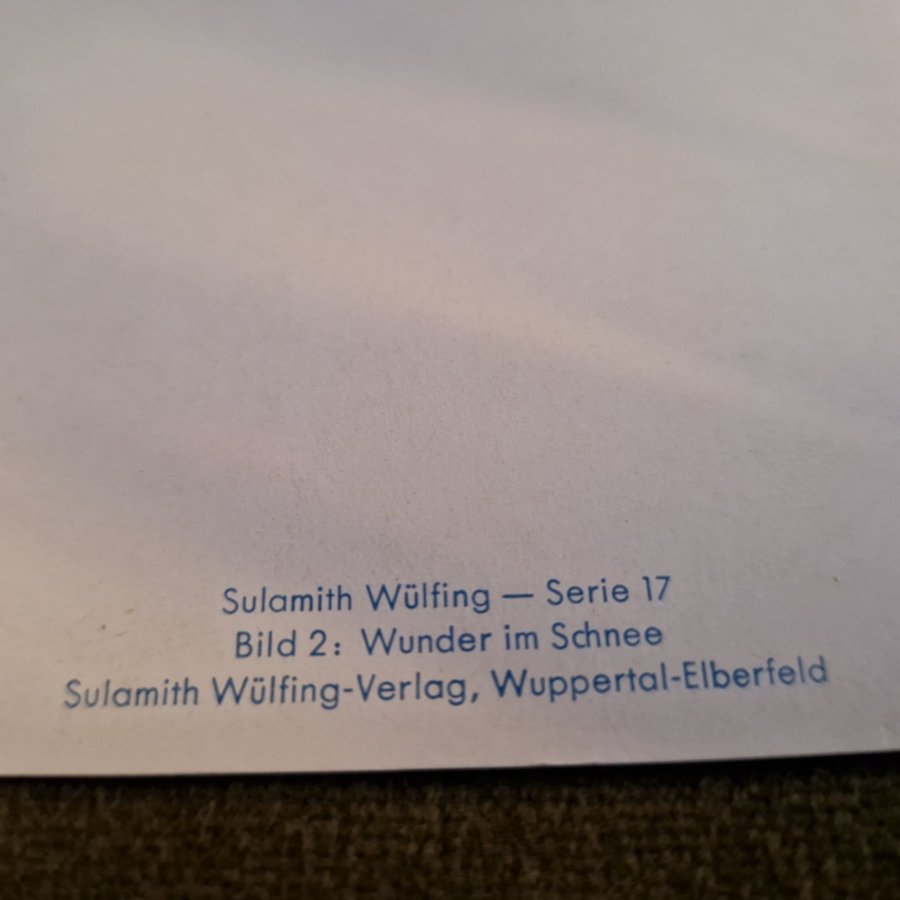 Sulamith Wülfing — Serie 17
Bild 2: Wunder im Schnee
Sulamith Wülfing-Verlag, Wuppertal-Elberfeld